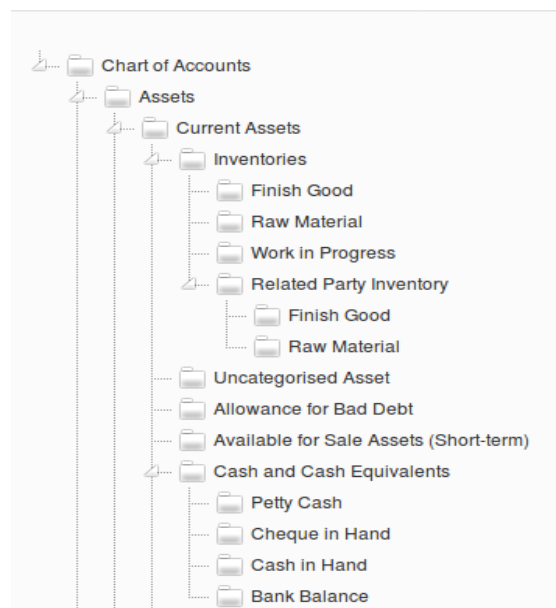 Chart of Accounts
Assets
Current Assets
Inventories
Finish Good
Raw Material
Work in Progress
Related Party Inventory
Finish Good
Raw Material
Uncategorised Asset
Allowance for Bad Debt
Available for Sale Assets (Short-term)
Cash and Cash Equivalents
Petty Cash
Cheque in Hand
Cash in Hand
Bank Balance